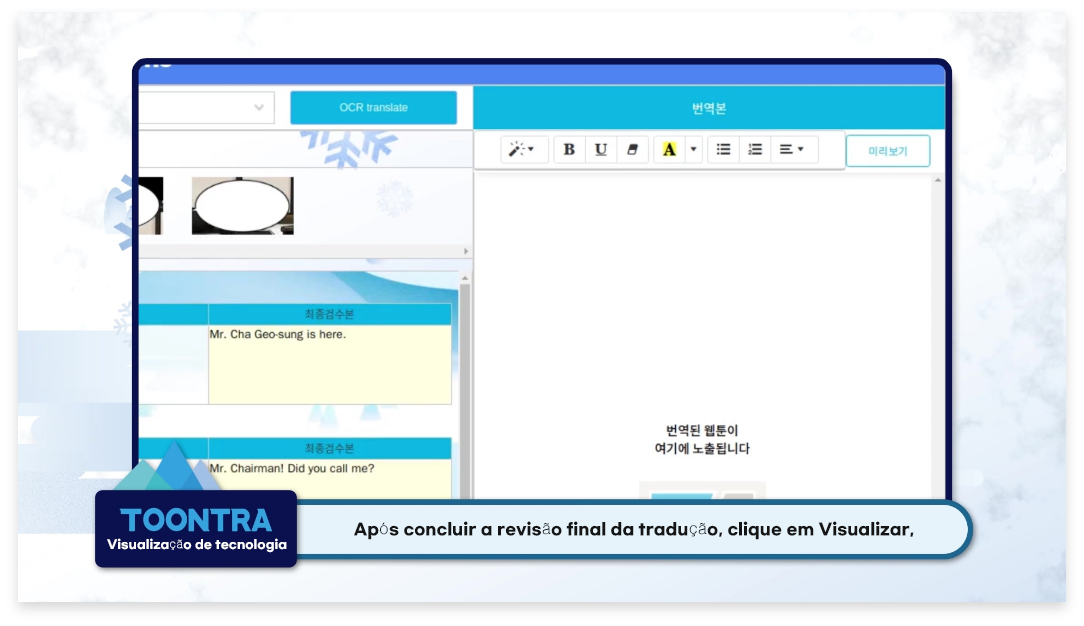 OCR translate
번역본
B U A
미리보기
최종검수본
Mr. Cha Geo-sung is here.
최종검수본
Mr. Chairman! Did you call me?
번역된 웹툰이
여기에 노출됩니다
TOONTRA
Visualização de tecnologia
Após concluir a revisão final da tradução, clique em Visualizar,